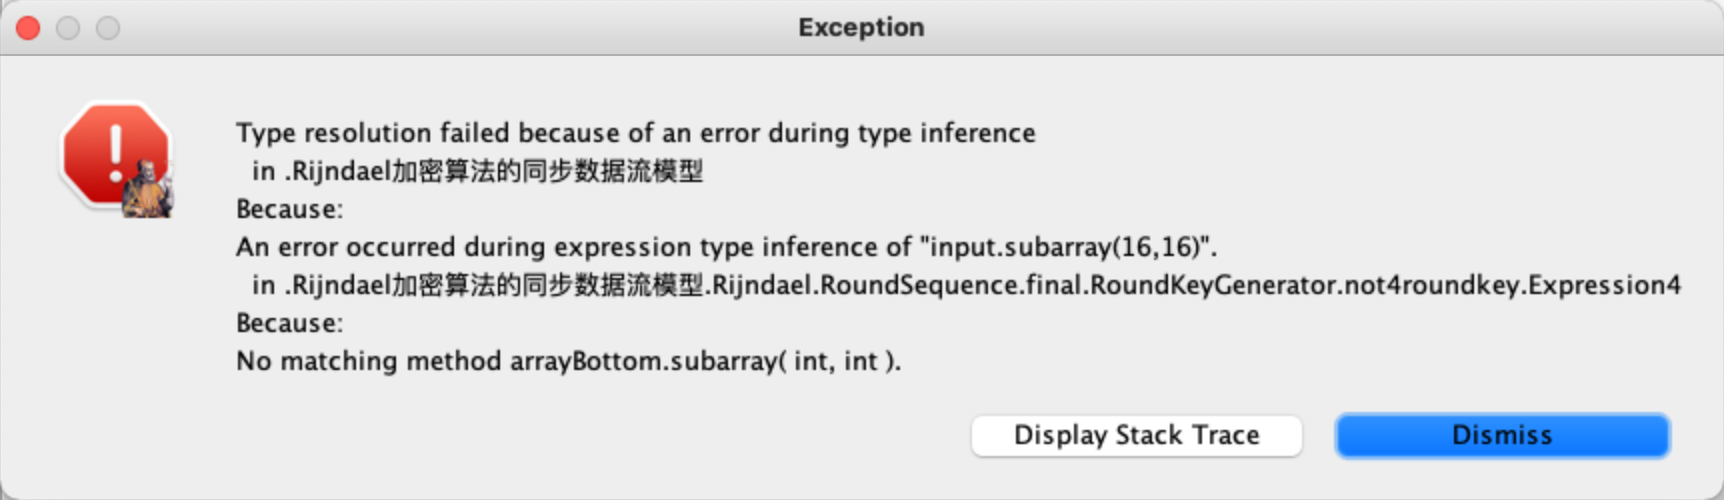 Exception
Type resolution failed because of an error during type inference
in .Rijndael加密算法的同步数据流模型
Because:
An error occurred during expression type inference of "input.subarray(16,16)".
in .Rijndael加密算法的同步数据流模型.Rijndael.RoundSequence.final.RoundKeyGenerator.not4roundkey.Expression4
Because:
No matching method arrayBottom.subarray( int, int ).
Display Stack Trace
Dismiss